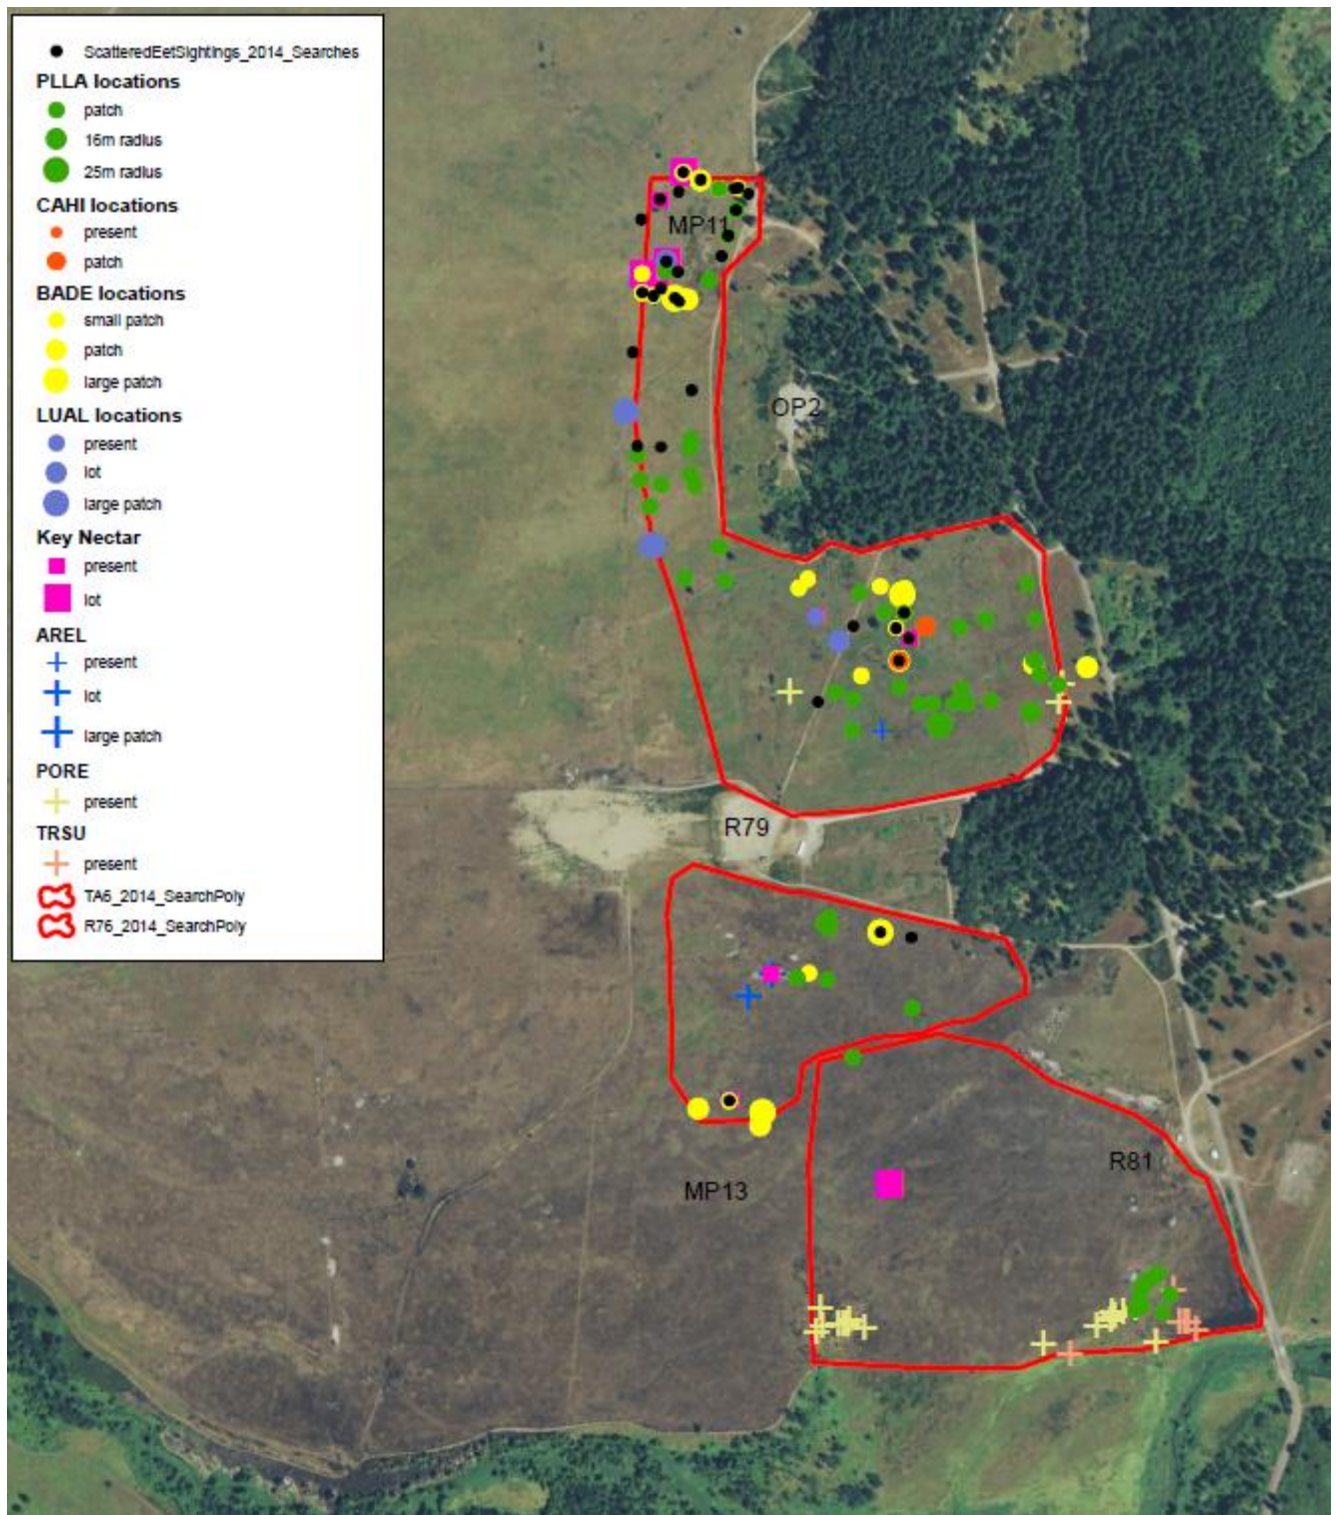 ScatteredEetSightings_2014_Searches
PLLA locations
patch
16m radius
25m radius
CAHI locations
present
patch
BADE locations
small patch
patch
large patch
LUAL locations
present
lot
large patch
Key Nectar
present
lot
AREL
present
lot
large patch
PORE
present
TRSU
present
TA6_2014_SearchPoly
R76_2014_SearchPoly
MP11
OP2
R79
R81
MP13